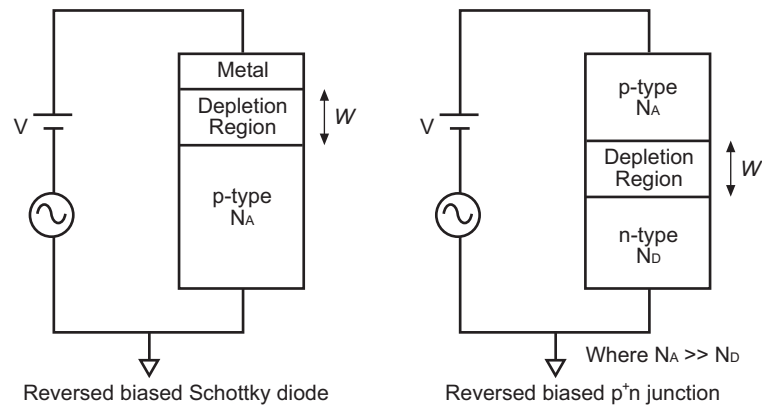 Metal
Depletion
Region
W
V
p-type
NA
Reversed biased Schottky diode
p-type
NA
V
Depletion
Region
W
n-type
ND
Where NA >> ND
Reversed biased p+n junction